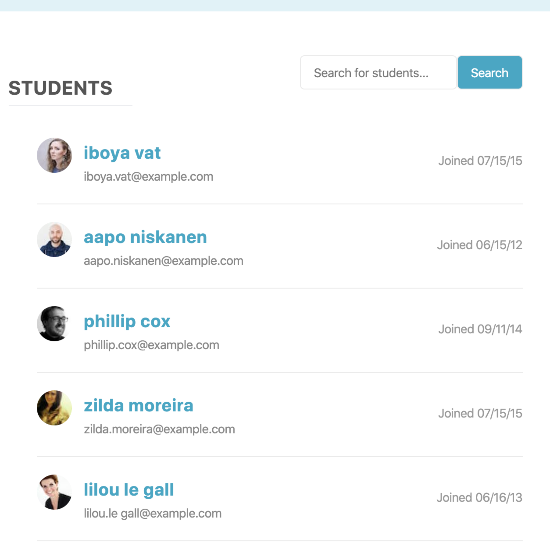 STUDENTS
Search for students...
Search
iboya vat
iboya.vat@example.com
Joined 07/15/15
aapo niskanen
aapo.niskanen@example.com
Joined 06/15/12
phillip cox
phillip.cox@example.com
Joined 09/11/14
zilda moreira
zilda.moreira@example.com
Joined 07/15/15
lilou le gall
lilou.le gall@example.com
Joined 06/16/13